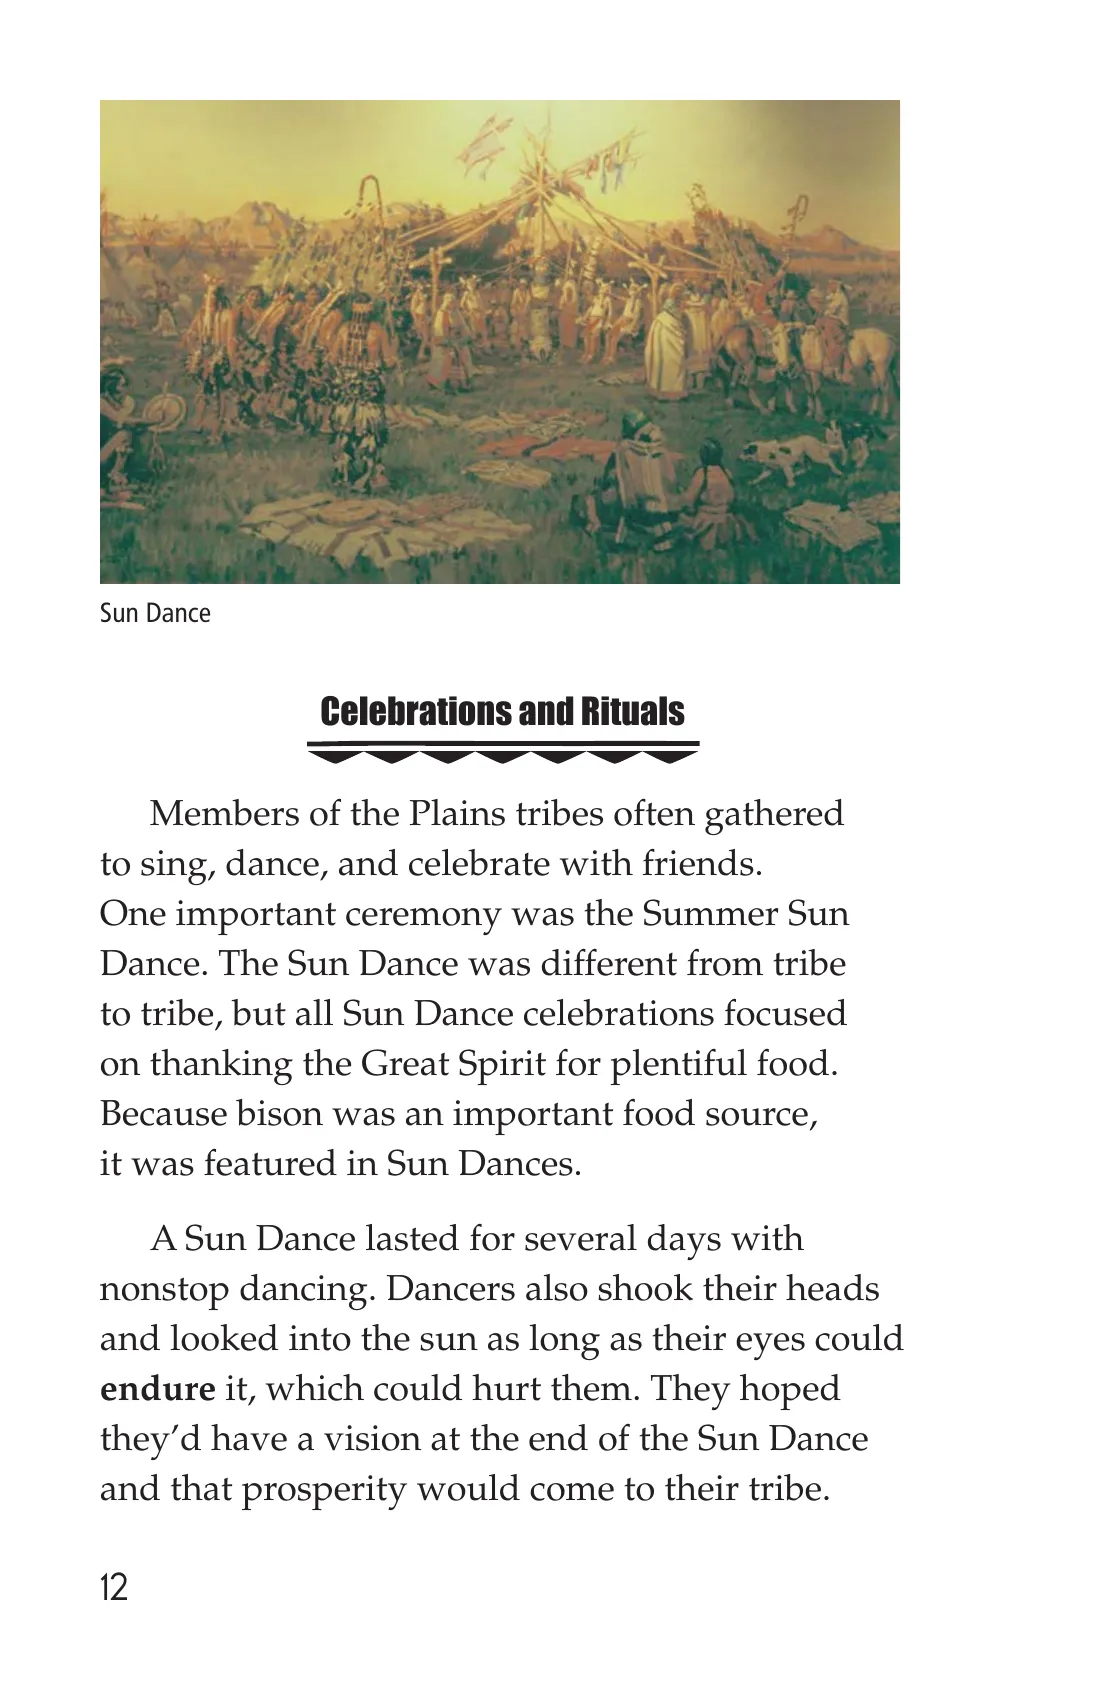 Sun Dance
Celebrations and Rituals
Members of the Plains tribes often gathered
to sing, dance, and celebrate with friends.
One important ceremony was the Summer Sun
Dance. The Sun Dance was different from tribe
to tribe, but all Sun Dance celebrations focused
on thanking the Great Spirit for plentiful food.
Because bison was an important food source,
it was featured in Sun Dances.
A Sun Dance lasted for several days with
nonstop dancing. Dancers also shook their heads
and looked into the sun as long as their eyes could
endure it, which could hurt them. They hoped
they’d have a vision at the end of the Sun Dance
and that prosperity would come to their tribe.
12